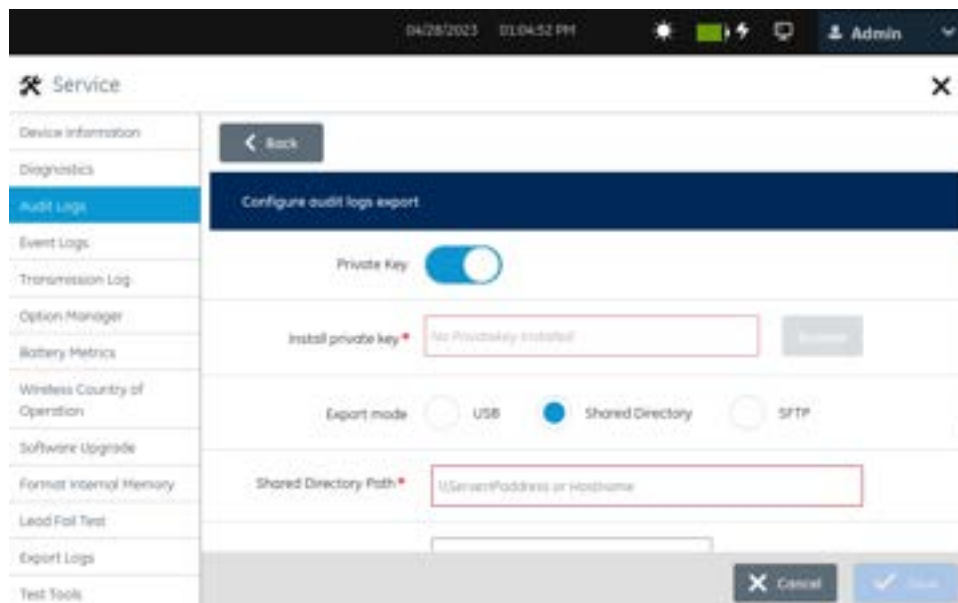 04/28/2023 01:04:52 PM Admin
Service
Device Information
Back
Diagnostics
Audit Logs
Configure audit logs export
Event Logs
Private Key
Transmission Log
Option Manager
Install private key* No PrivateKey Installed
Battery Metrics
Wireless Country of
Operation
Export mode USB Shared Directory SFTP
Software Upgrade
Format Internal Memory
Shared Directory Path*
Lead Fail Test
Export Logs
Cancel Save
Test Tools